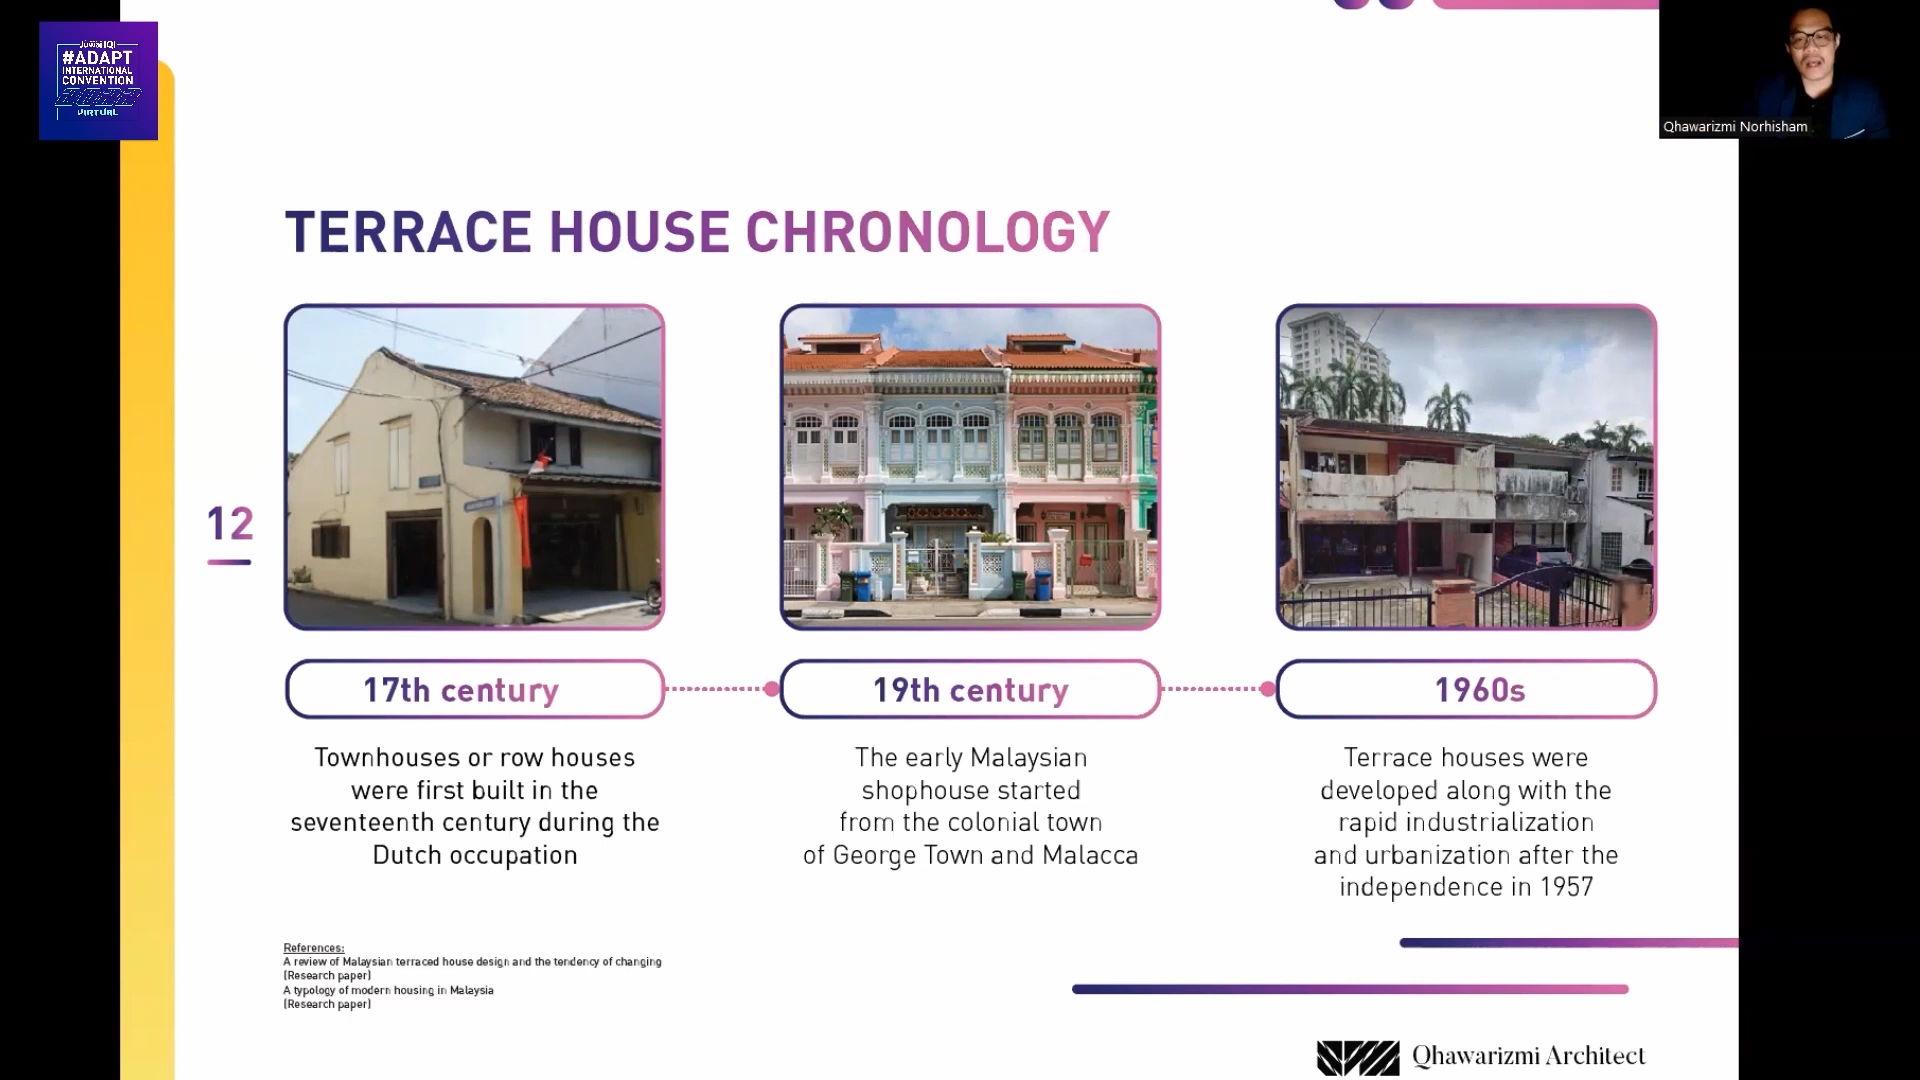 Juwai IQI
#ADAPT
INTERNATIONAL
CONVENTION
VIRTUAL
Qhawarizmi Norhisham
TERRACE HOUSE CHRONOLOGY
12
17th century
Townhouses or row houses
were first built in the
seventeenth century during the
Dutch occupation
19th century
The early Malaysian
shophouse started
from the colonial town
of George Town and Malacca
1960s
Terrace houses were
developed along with the
rapid industrialization
and urbanization after the
independence in 1957
References:
A review of Malaysian terraced house design and the tendency of changing
(Research paper)
A typology of modern housing in Malaysia
(Research paper)
Qhawarizmi Architect